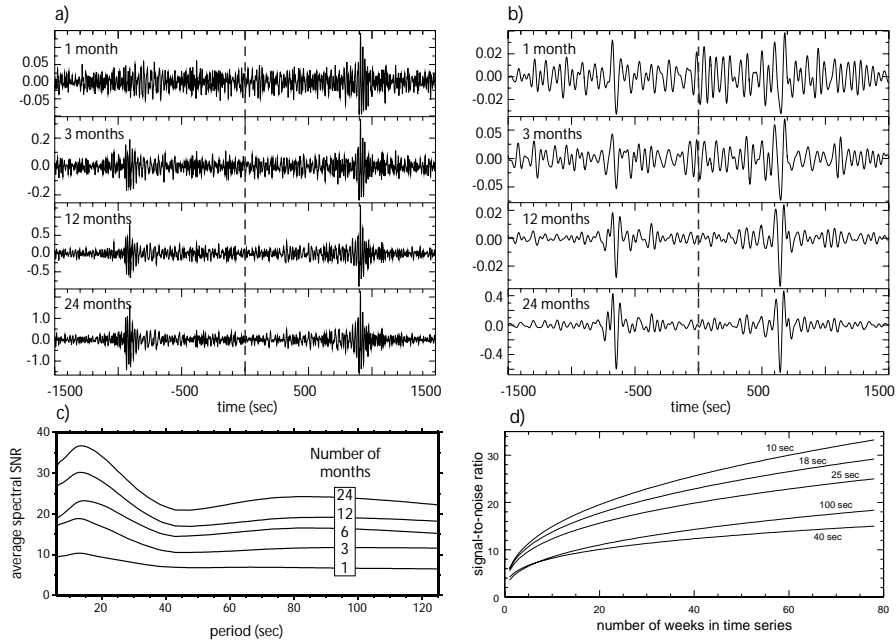 a)
1 month
0.05
0.00
-0.05
3 months
0.2
0.0
-0.2
12 months
0.5
0.0
-0.5
24 months
1.0
0.0
-1.0
-1500 -500 500 1500
time (sec)
b)
1 month
0.02
0.00
-0.02
3 months
0.05
0.00
-0.05
12 months
0.02
0.00
-0.02
24 months
0.4
0.0
-0.4
-1500 -500 500 1500
time (sec)
c)
average spectral SNR
40
30
20
10
0
Number of
months
24
12
6
3
1
20 40 60 80 100 120
period (sec)
d)
signal-to-noise ratio
30
20
10
0
10 sec
18 sec
25 sec
100 sec
40 sec
0 20 40 60 80
number of weeks in time series